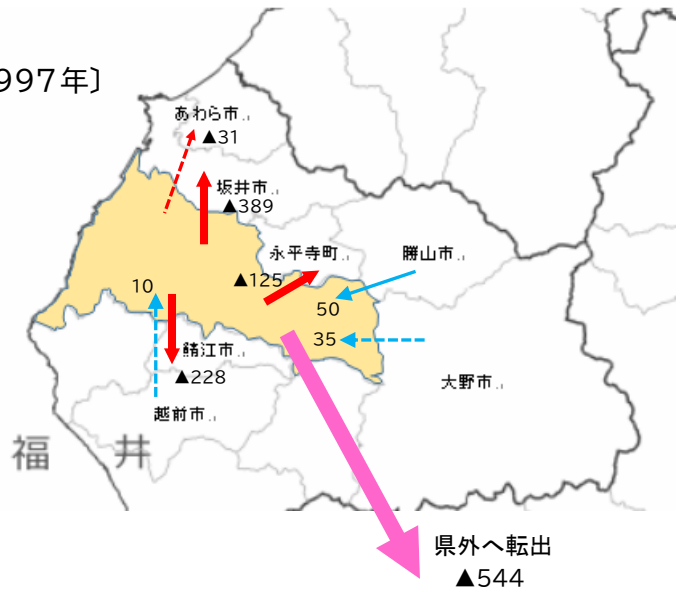 997年〕
あわら市
▲31
坂井市
▲389
永平寺町
▲125
勝山市
50
10
35
鯖江市
▲228
大野市
越前市
福井
県外へ転出
▲544